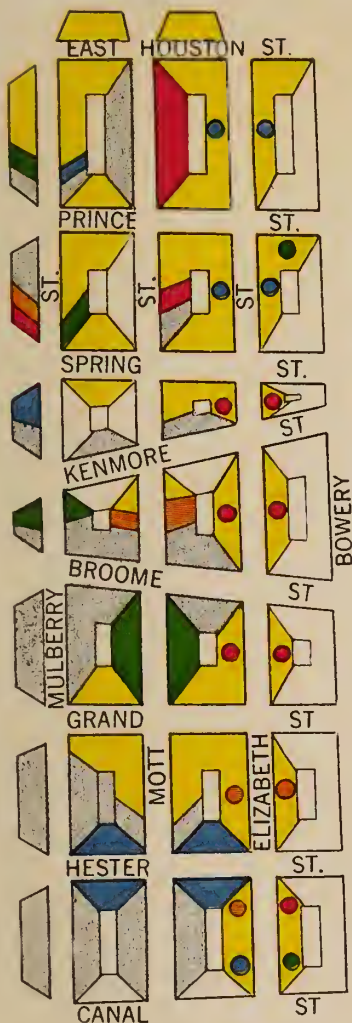 EAST HOUSTON ST.
PRINCE ST.
ST. ST. ST
SPRING ST.
KENMORE ST
BROOME ST
BOWERY
MULBERRY
GRAND ST
MOTT
ELIZABETH
HESTER ST.
CANAL ST